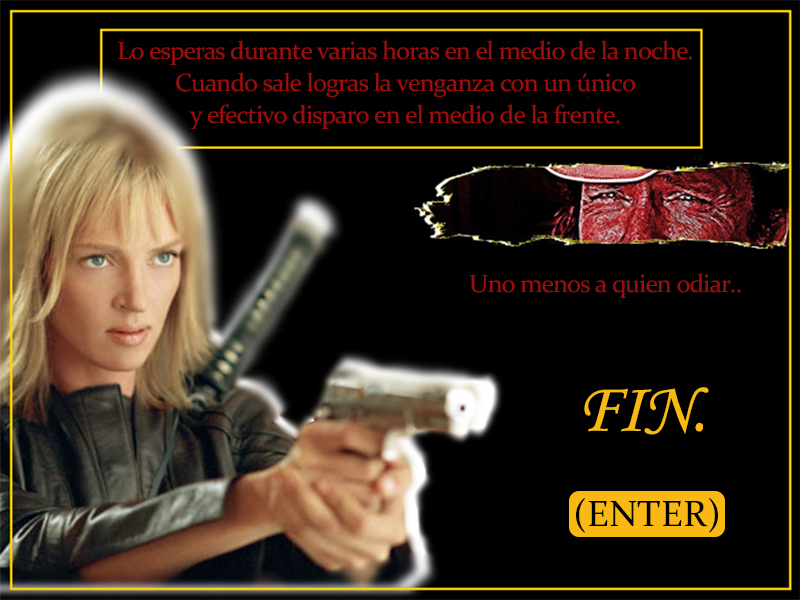 Lo esperas durante varias horas en el medio de la noche.
Cuando sale logras la venganza con un único
y efectivo disparo en el medio de la frente.
Uno menos a quien odiar..
FIN.
(ENTER)